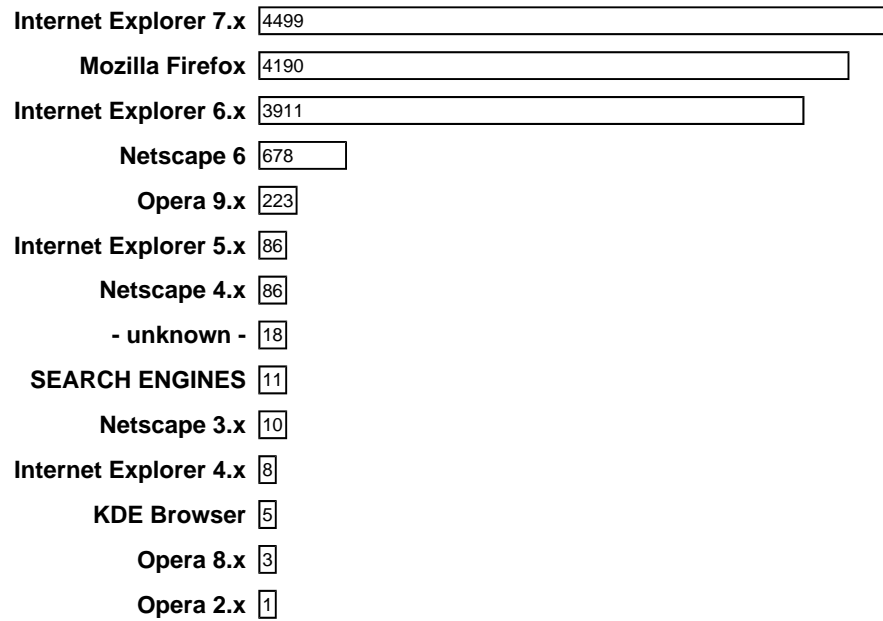 Internet Explorer 7.x 4499
Mozilla Firefox 4190
Internet Explorer 6.x 3911
Netscape 6 678
Opera 9.x 223
Internet Explorer 5.x 86
Netscape 4.x 86
- unknown - 18
SEARCH ENGINES 11
Netscape 3.x 10
Internet Explorer 4.x 8
KDE Browser 5
Opera 8.x 3
Opera 2.x 1